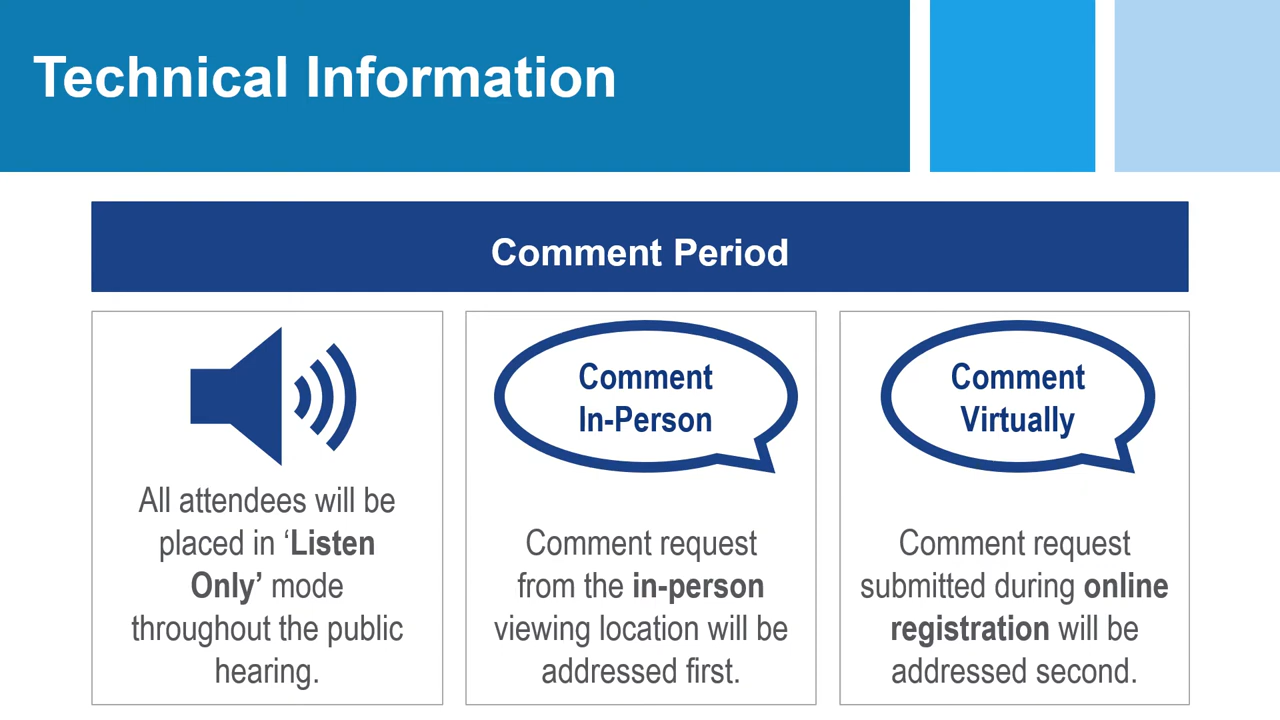 Technical Information
Comment Period
All attendees will be
placed in ‘Listen
Only’ mode
throughout the public
hearing.
Comment
In-Person
Comment request
from the in-person
viewing location will be
addressed first.
Comment
Virtually
Comment request
submitted during online
registration will be
addressed second.